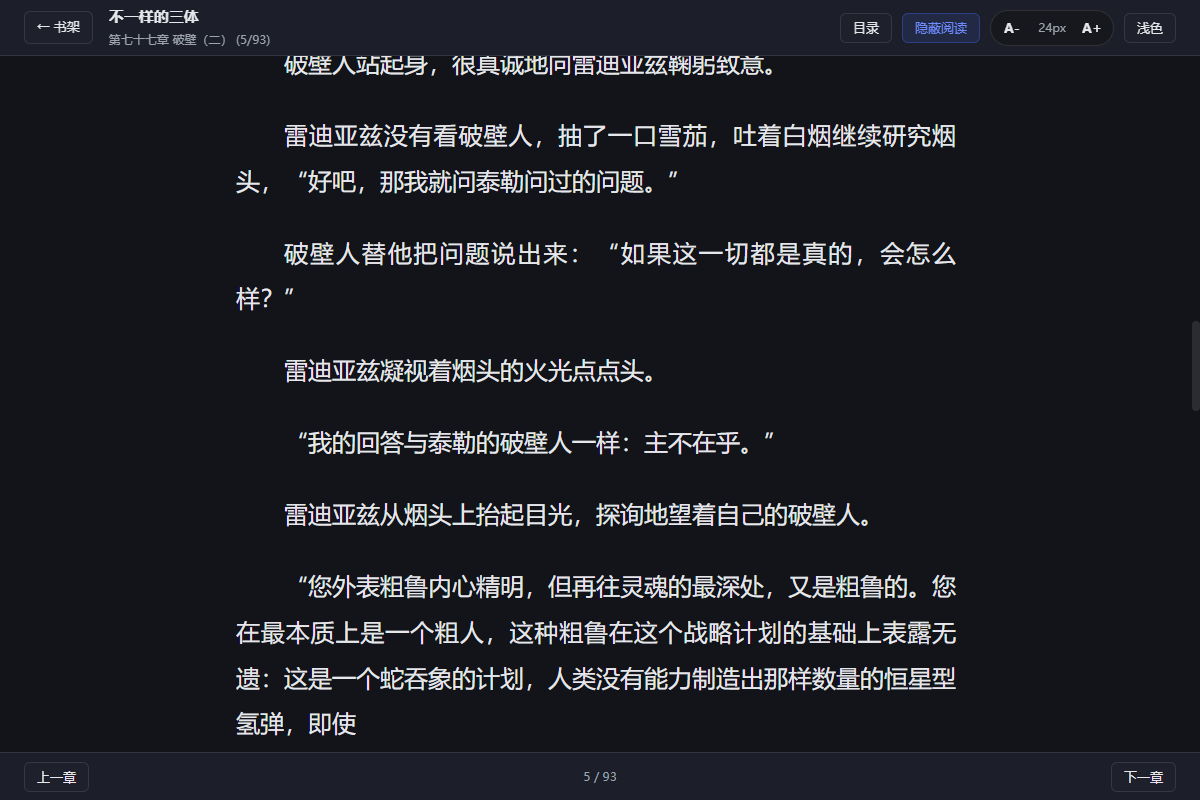 ← 书架
不一样的三体
第七十七章 破壁（二） (5/93)
目录
隐蔽阅读
A-
24px
A+
浅色
破壁人站起身，很真诚地向雷迪亚兹鞠躬致意。
雷迪亚兹没有看破壁人，抽了一口雪茄，吐着白烟继续研究烟
头，“好吧，那我就问泰勒问过的问题。”
破壁人替他把问题说出来：“如果这一切都是真的，会怎么
样？”
雷迪亚兹凝视着烟头的火光点点头。
“我的回答与泰勒的破壁人一样：主不在乎。”
雷迪亚兹从烟头上抬起目光，探询地望着自己的破壁人。
“您外表粗鲁内心精明，但再往灵魂的最深处，又是粗鲁的。您
在最本质上是一个粗人，这种粗鲁在这个战略计划的基础上表露无
遗：这是一个蛇吞象的计划，人类没有能力制造出那样数量的恒星型
氢弹，即使
上一章
5 / 93
下一章